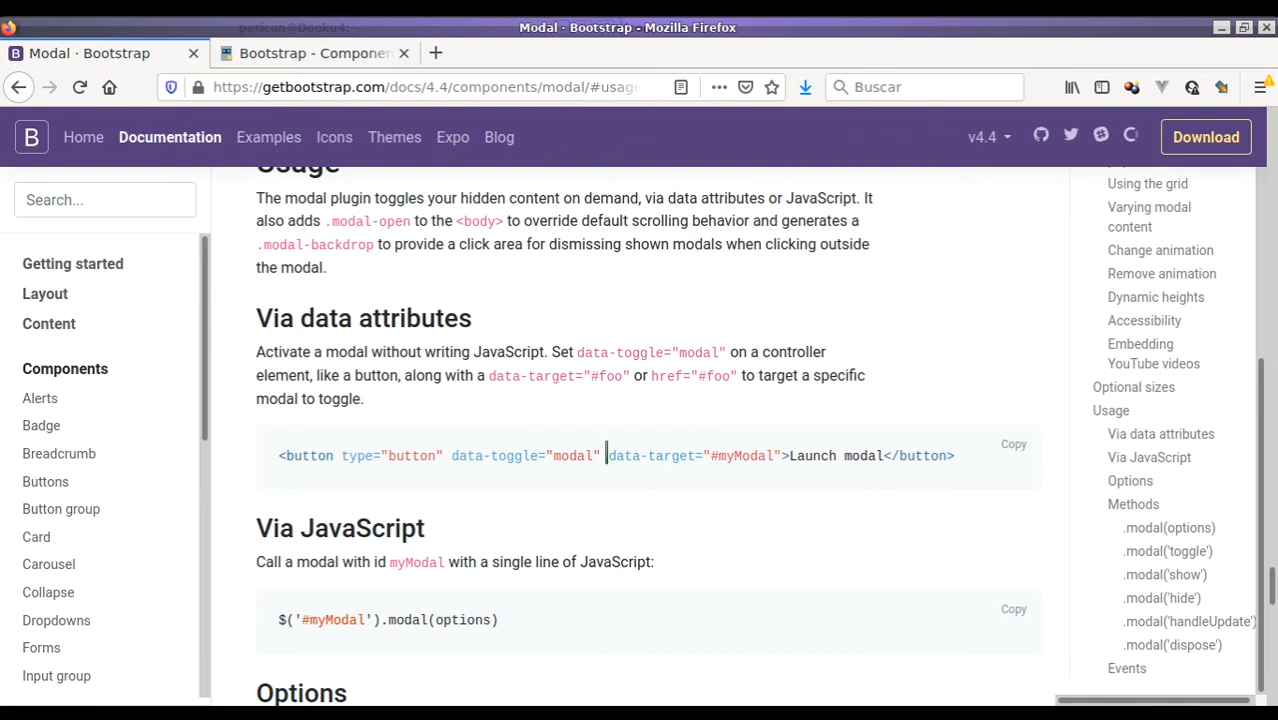 pericon@Dooku4:~
Modal · Bootstrap - Mozilla Firefox
Modal · Bootstrap
Bootstrap - Componen
https://getbootstrap.com/docs/4.4/components/modal/#usage
Buscar
B
Home
Documentation
Examples
Icons
Themes
Expo
Blog
v4.4
Download
Search...
Getting started
Layout
Content
Components
Alerts
Badge
Breadcrumb
Buttons
Button group
Card
Carousel
Collapse
Dropdowns
Forms
Input group
Usage
The modal plugin toggles your hidden content on demand, via data attributes or JavaScript. It
also adds .modal-open to the <body> to override default scrolling behavior and generates a
.modal-backdrop to provide a click area for dismissing shown modals when clicking outside
the modal.
Via data attributes
Activate a modal without writing JavaScript. Set data-toggle="modal" on a controller
element, like a button, along with a data-target="#foo" or href="#foo" to target a specific
modal to toggle.
Copy
<button type="button" data-toggle="modal" data-target="#myModal">Launch modal</button>
Via JavaScript
Call a modal with id myModal with a single line of JavaScript:
Copy
$('#myModal').modal(options)
Options
Using the grid
Varying modal
content
Change animation
Remove animation
Dynamic heights
Accessibility
Embedding
YouTube videos
Optional sizes
Usage
Via data attributes
Via JavaScript
Options
Methods
.modal(options)
.modal('toggle')
.modal('show')
.modal('hide')
.modal('handleUpdate')
.modal('dispose')
Events